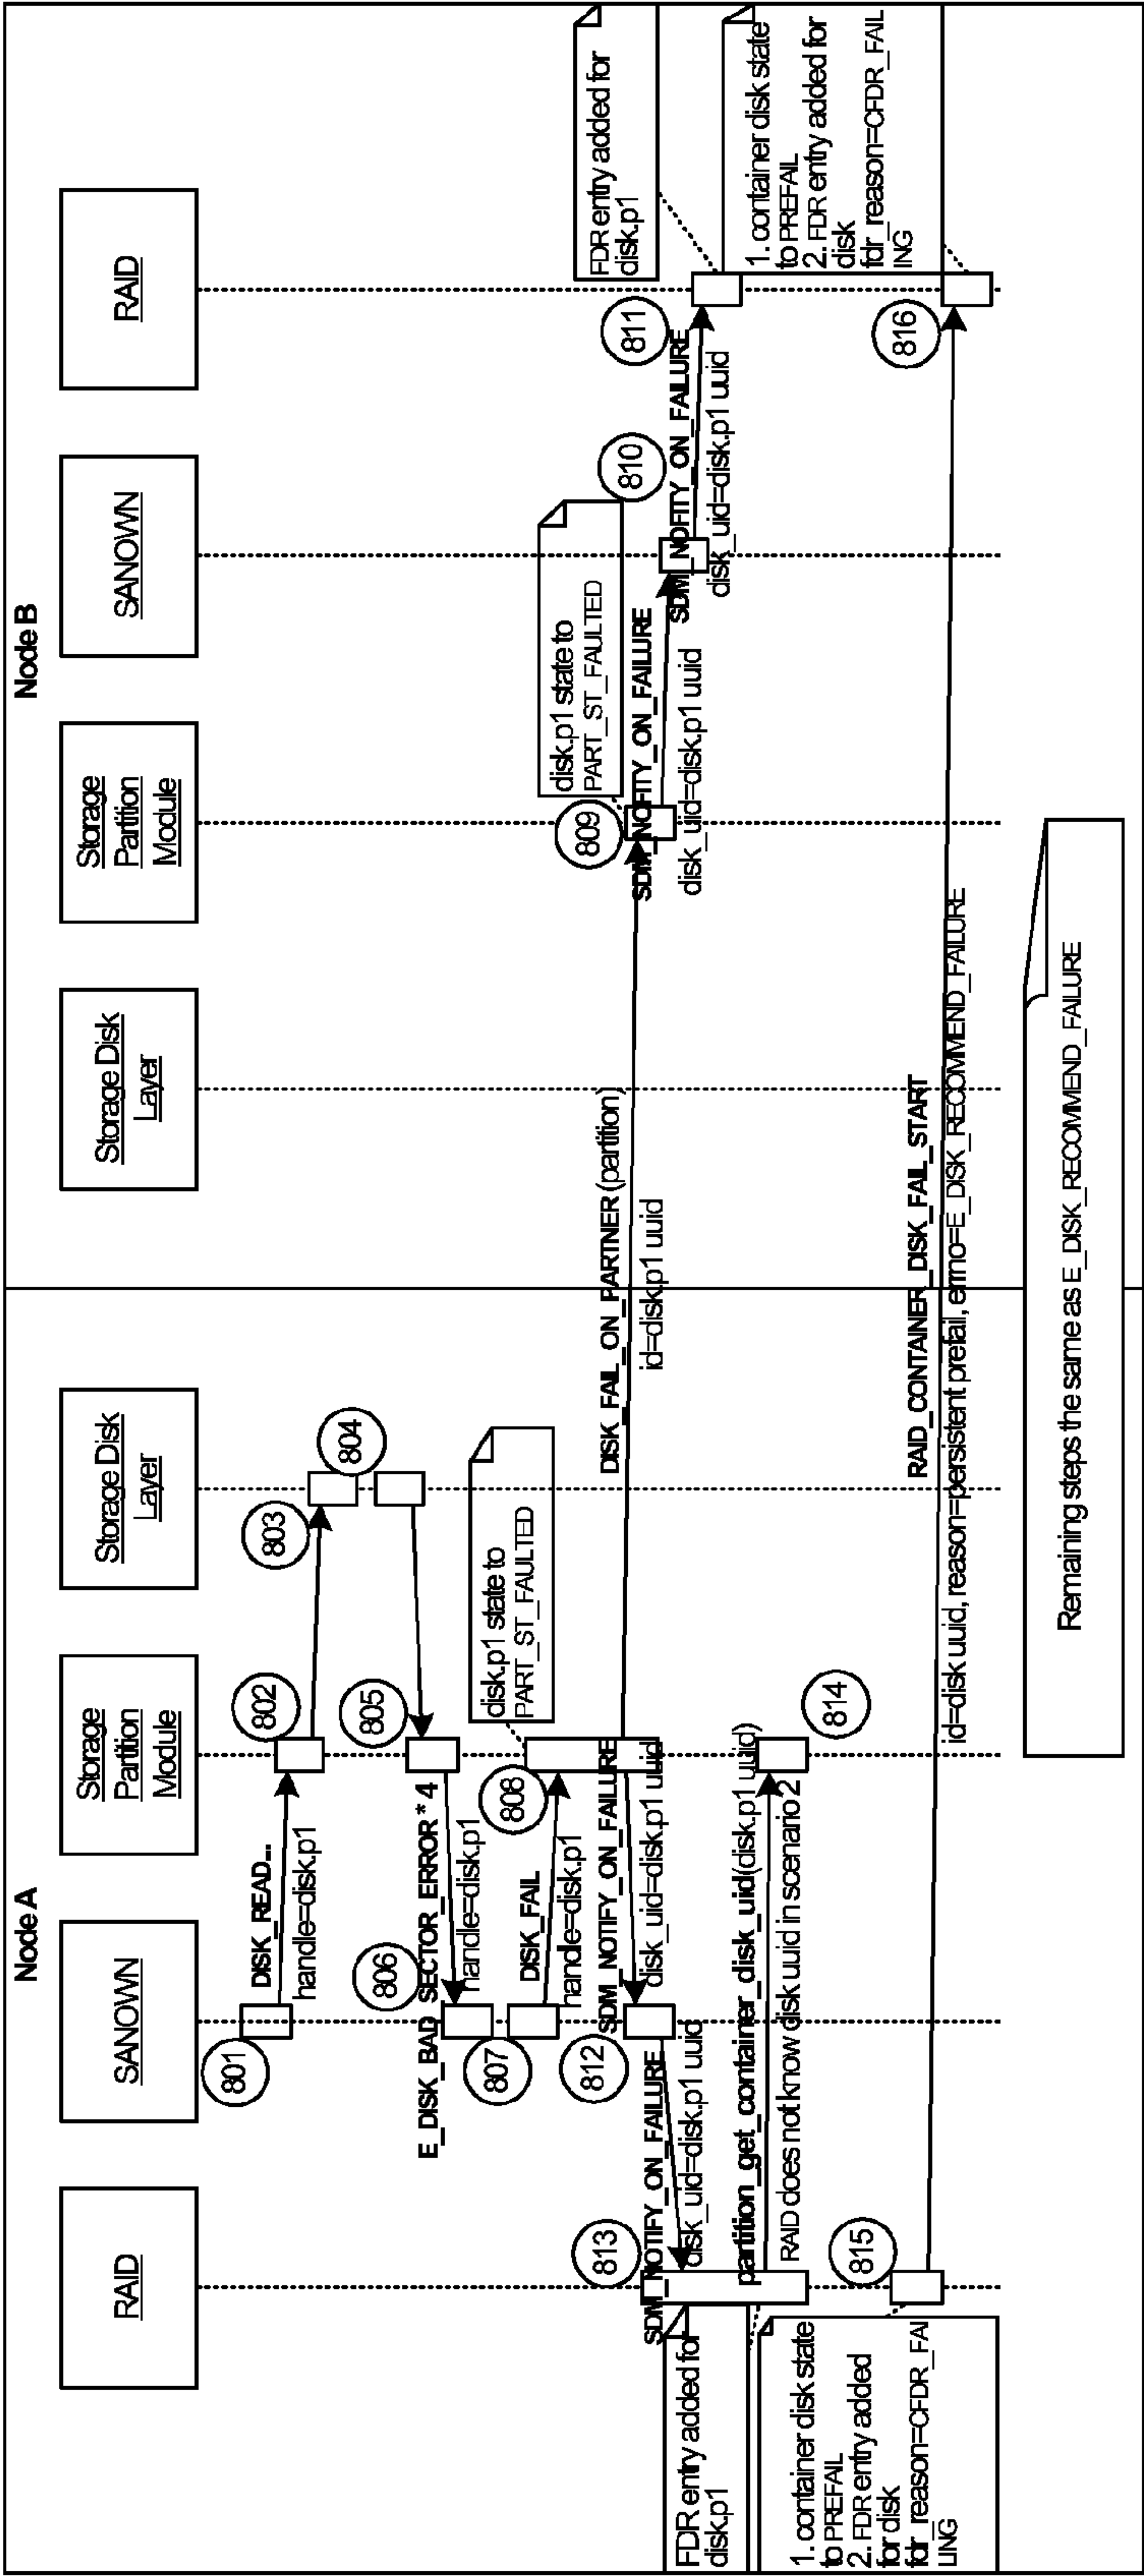 Node A
Node B
RAID
SANOWN
Storage
Partition
Module
Storage Disk
Layer
Storage Disk
Layer
Storage
Partition
Module
SANOWN
RAID
801
DISK_READ...
handle=disk.p1
802
803
804
805
E_DISK_BAD_SECTOR_ERROR * 4
handle=disk.p1
806
807
DISK_FAIL
handle=disk.p1
808
disk.p1 state to
PART_ST_FAULTED
DISK_FAIL_ON_PARTNER (partition)
id=disk.p1 uuid
809
disk.p1 state to
PART_ST_FAULTED
SDM_NOFITY_ON_FAILURE
disk_uid=disk.p1 uuid
810
SDM_NOFITY_ON_FAILURE
disk_uid=disk.p1 uuid
811
FDR entry added for
disk.p1
SDM_NOTIFY_ON_FAILURE
disk_uid=disk.p1 uuid
812
SDM_NOTIFY_ON_FAILURE
disk_uid=disk.p1 uuid
813
FDR entry added for
disk.p1
partition_get_container_disk_uid(disk.p1 uuid)
RAID does not know disk uuid in scenario 2
814
815
1. container disk state
to PREFAIL
2. FDR entry added
for disk
fdr_reason=CFDR_FAI
LING
RAID_CONTAINER_DISK_FAIL_START
id=disk uuid, reason=persistent prefail, errno=E_DISK_RECOMMEND_FAILURE
816
1. container disk state
to PREFAIL
2. FDR entry added for
disk
fdr_reason=CFDR_FAIL
ING
Remaining steps the same as E_DISK_RECOMMEND_FAILURE